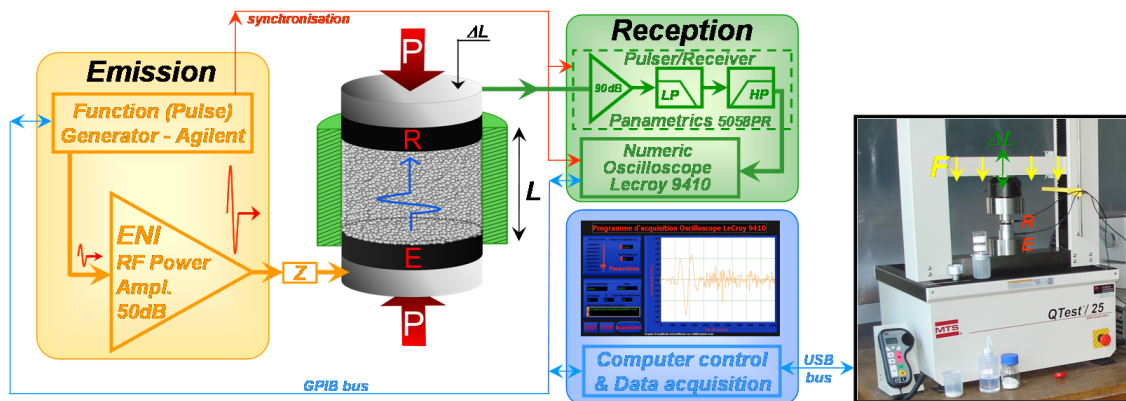 synchronisation
Emission
Function (Pulse)
Generator - Agilent
ENI
RF Power
Ampl.
50dB
Z
P
ΔL
R
L
E
P
Reception
Pulser/Receiver
90dB
LP
HP
Panametrics 5058PR
Numeric
Oscilloscope
Lecroy 9410
Programme d'acquisition Oscilloscope LeCroy 9410
Paramètres
Computer control
& Data acquisition
GPIB bus
USB
bus
ΔL
F
R
E
MTS
QTest/25